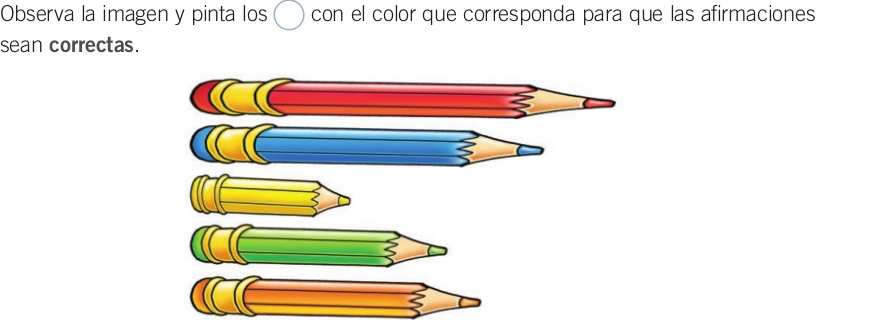 Observa la imagen y pinta los con el color que corresponda para que las afirmaciones
sean correctas.